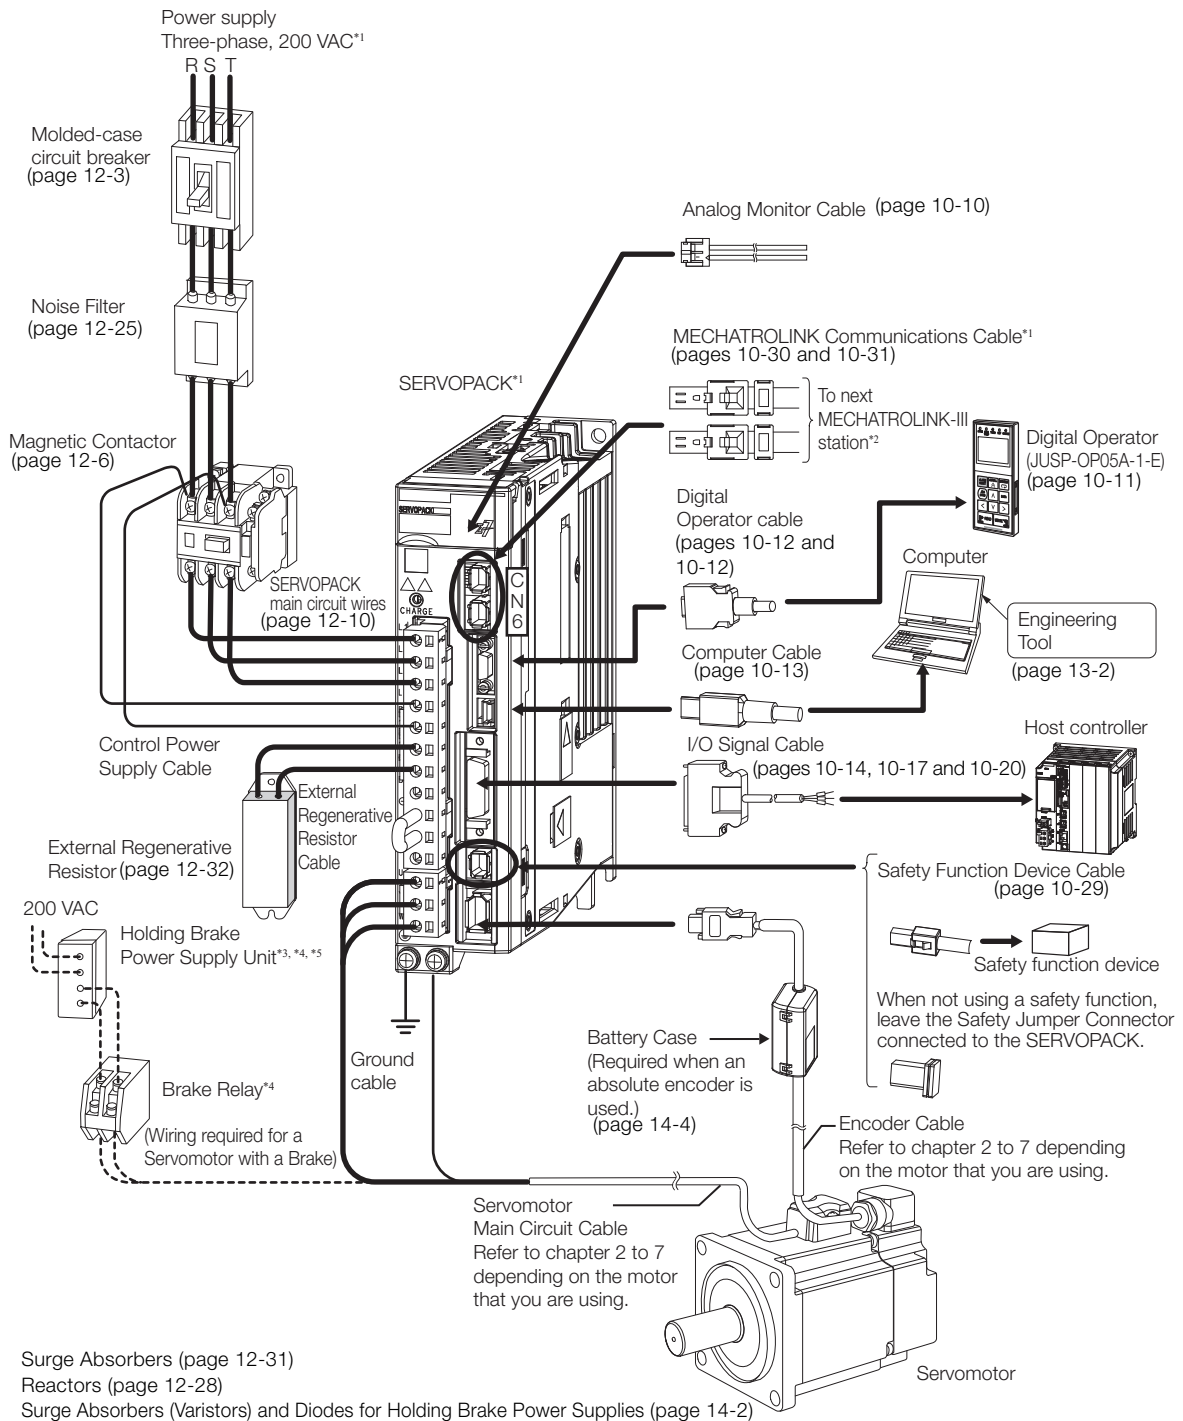 Power supply
Three-phase, 200 VAC*1
R S T
Molded-case
circuit breaker
(page 12-3)
Analog Monitor Cable (page 10-10)
Noise Filter
(page 12-25)
MECHATROLINK Communications Cable*1
(pages 10-30 and 10-31)
SERVOPACK*1
To next
MECHATROLINK-III
station*2
Magnetic Contactor
(page 12-6)
Digital Operator
(JUSP-OP05A-1-E)
(page 10-11)
Digital
Operator cable
(pages 10-12 and
10-12)
SERVOPACK
Computer
CN6
CHARGE
SERVOPACK
main circuit wires
(page 12-10)
Engineering
Tool
(page 13-2)
Computer Cable
(page 10-13)
Control Power
Supply Cable
I/O Signal Cable
(pages 10-14, 10-17 and 10-20)
Host controller
External
Regenerative
Resistor
Cable
External Regenerative
Resistor (page 12-32)
Safety Function Device Cable
(page 10-29)
200 VAC
Holding Brake
Power Supply Unit*3, *4, *5
Safety function device
When not using a safety function,
leave the Safety Jumper Connector
connected to the SERVOPACK.
Ground
cable
Battery Case
(Required when an
absolute encoder is
used.)
(page 14-4)
Brake Relay*4
(Wiring required for a
Servomotor with a Brake)
Encoder Cable
Refer to chapter 2 to 7 depending
on the motor that you are using.
Servomotor
Main Circuit Cable
Refer to chapter 2 to 7
depending on the motor
that you are using.
Servomotor
Surge Absorbers (page 12-31)
Reactors (page 12-28)
Surge Absorbers (Varistors) and Diodes for Holding Brake Power Supplies (page 14-2)